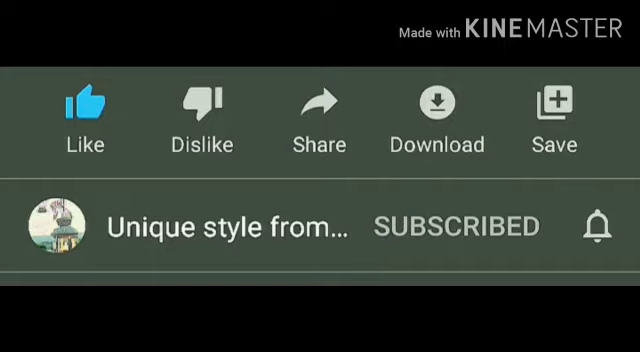 Made with KINEMASTER
Like Dislike Share Download Save
Unique style from... SUBSCRIBED